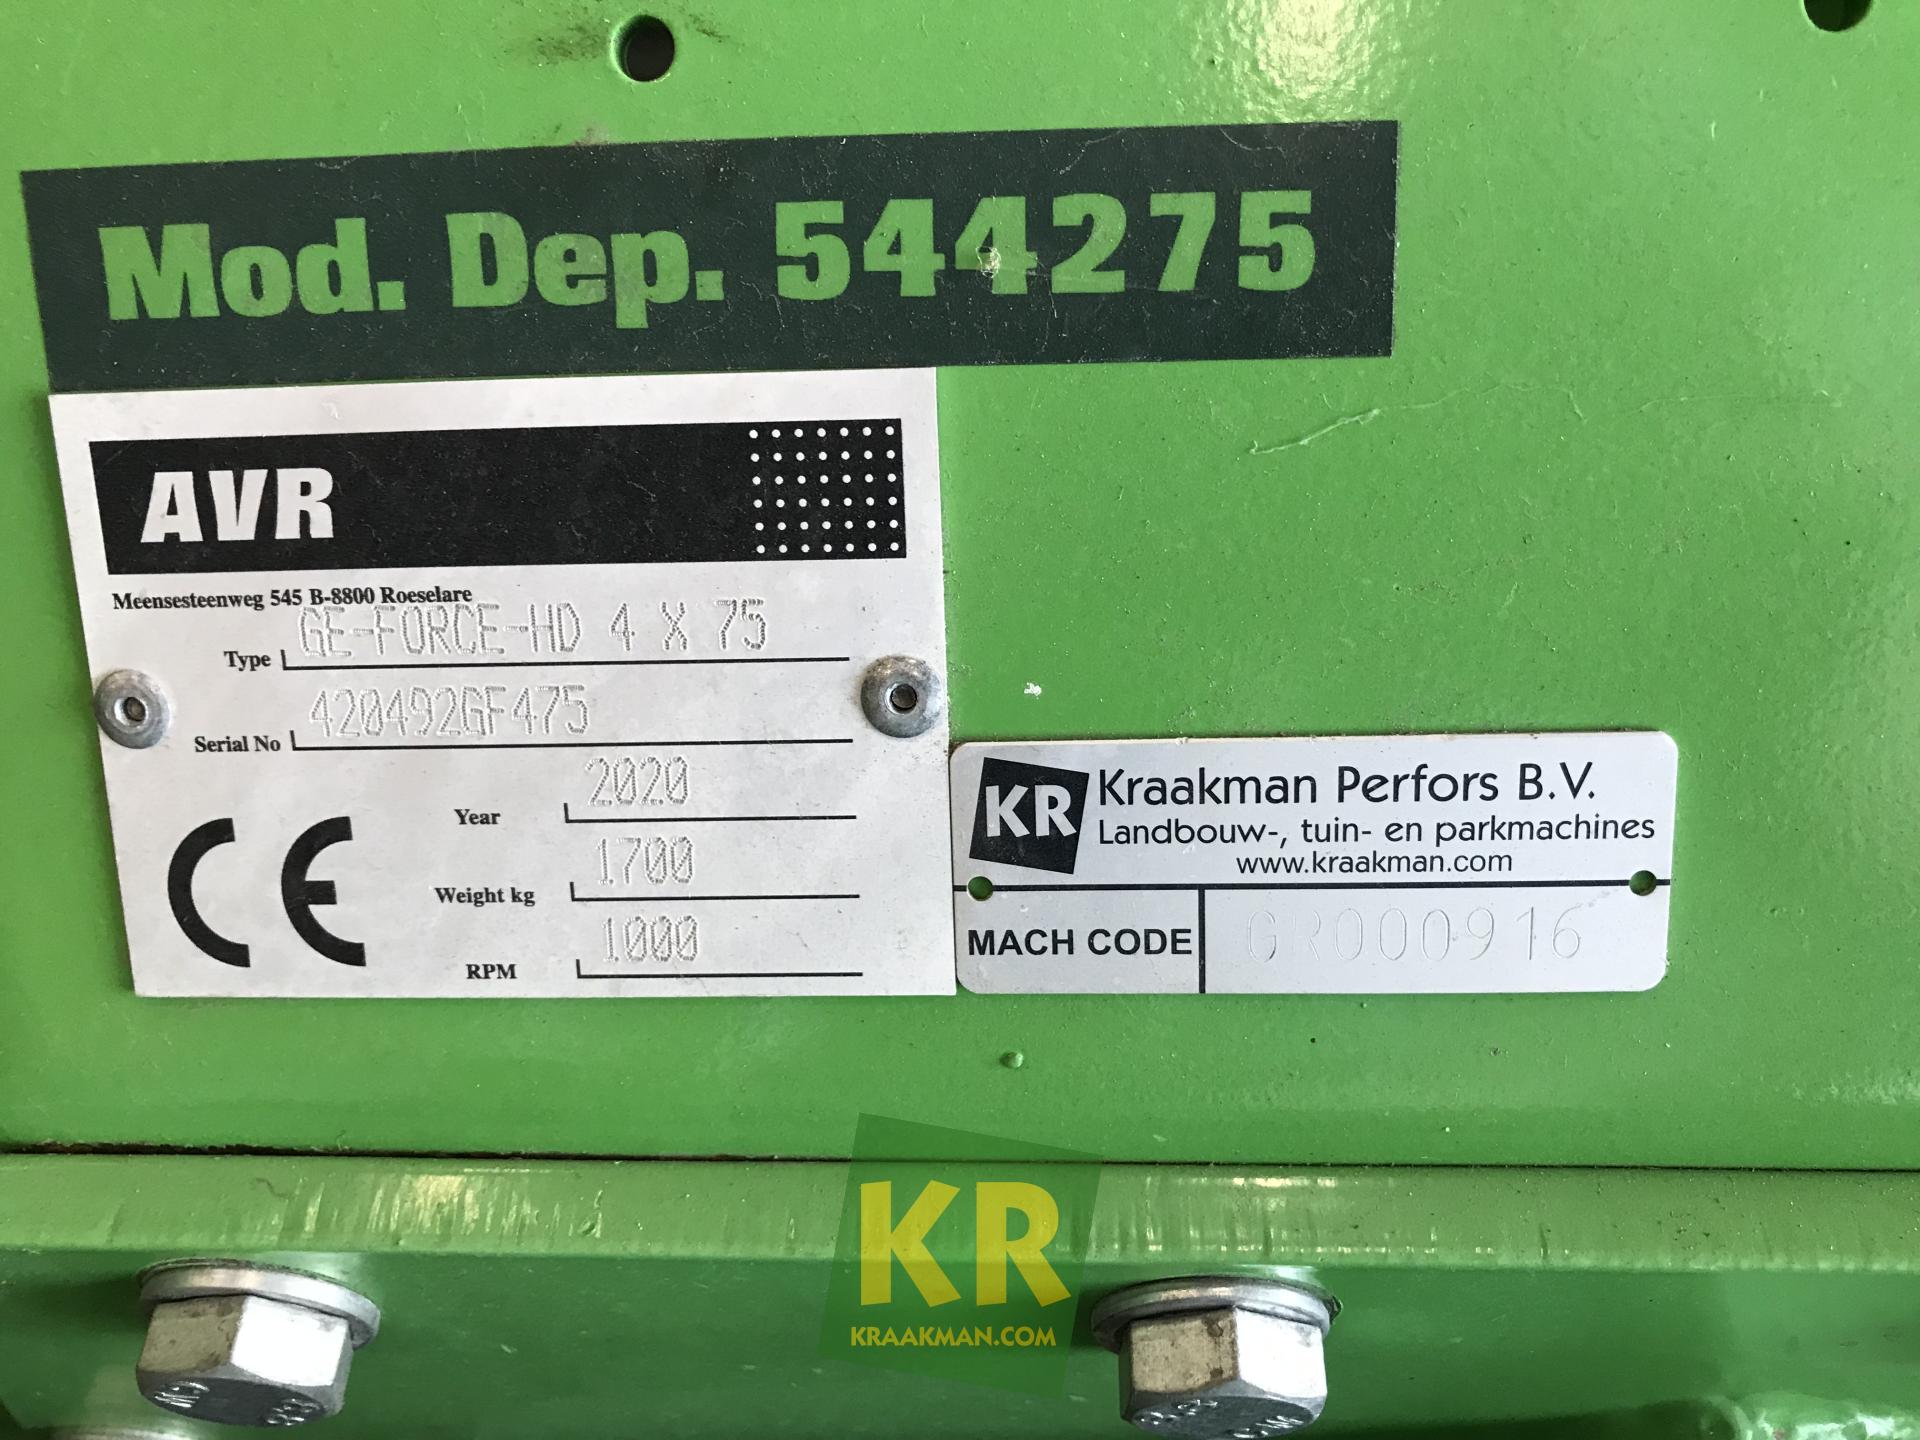 Mod. Dep. 544275
AVR
Meensesteenweg 545 B-8800 Roeselare
Type GE-FORCE-HD 4 X 75
Serial No 420492GF475
Year 2020
Weight kg 1700
RPM 1000
CE
KR Kraakman Perfors B.V.
Landbouw-, tuin- en parkmachines
www.kraakman.com
MACH CODE GR000916
KR
KRAAKMAN.COM